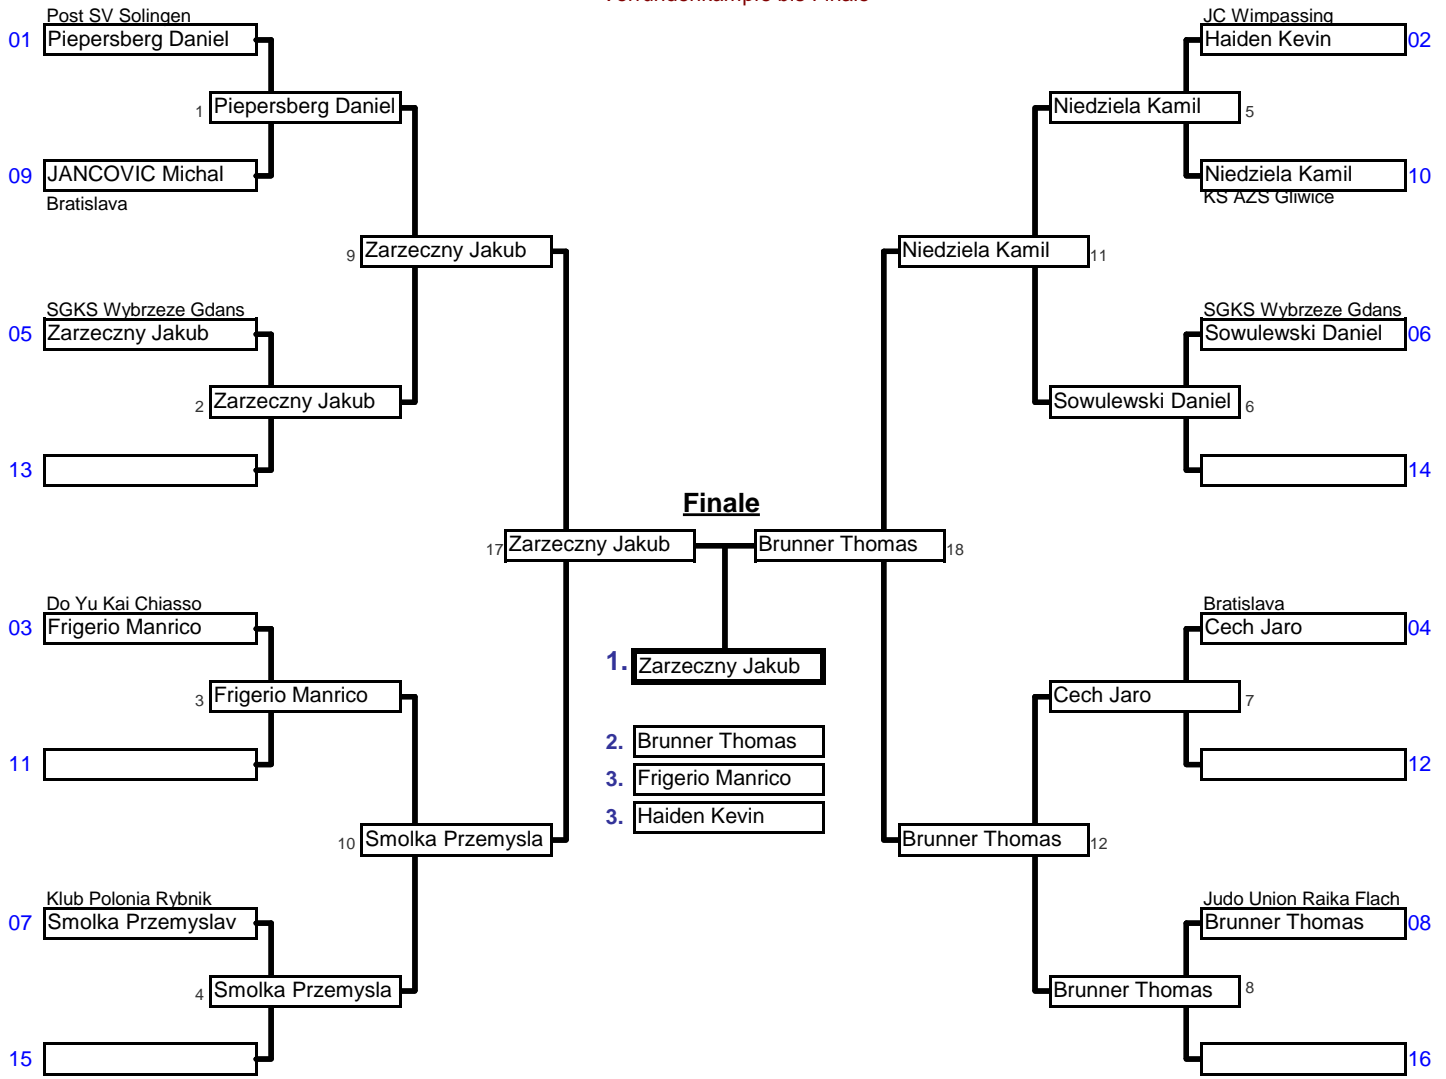 Vorrundenkämpfe bis Finale
Post SV Solingen
01 Piepersberg Daniel
1 Piepersberg Daniel
09 JANCOVIC Michal
Bratislava
9 Zarzeczny Jakub
SGKS Wybrzeze Gdans
05 Zarzeczny Jakub
2 Zarzeczny Jakub
13
17 Zarzeczny Jakub
Do Yu Kai Chiasso
03 Frigerio Manrico
3 Frigerio Manrico
11
10 Smolka Przemysla
Klub Polonia Rybnik
07 Smolka Przemyslav
4 Smolka Przemysla
15
Finale
1. Zarzeczny Jakub
2. Brunner Thomas
3. Frigerio Manrico
3. Haiden Kevin
JC Wimpassing
Haiden Kevin 02
Niedziela Kamil 5
Niedziela Kamil 10
KS AZS Gliwice
Niedziela Kamil 11
SGKS Wybrzeze Gdans
Sowulewski Daniel 06
Sowulewski Daniel 6
14
Brunner Thomas 18
Bratislava
Cech Jaro 04
Cech Jaro 7
12
Brunner Thomas 12
Judo Union Raika Flach
Brunner Thomas 08
Brunner Thomas 8
16